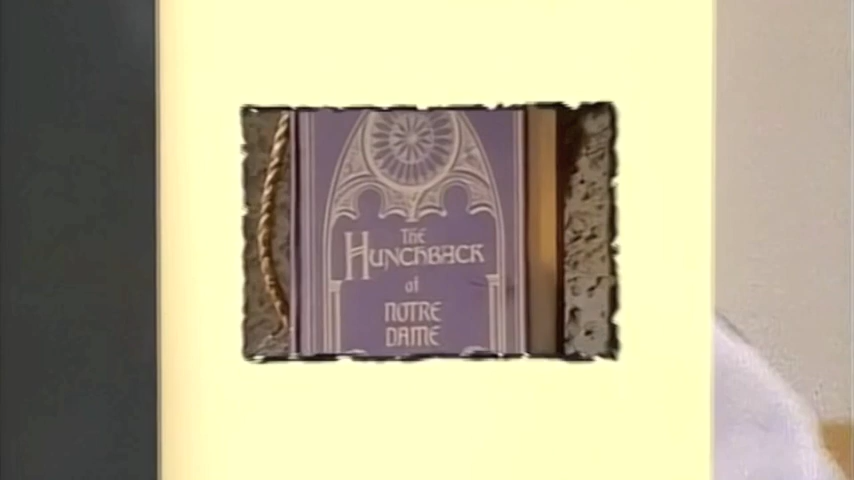 The
HUNCHBACK
of
NOTRE
DAME